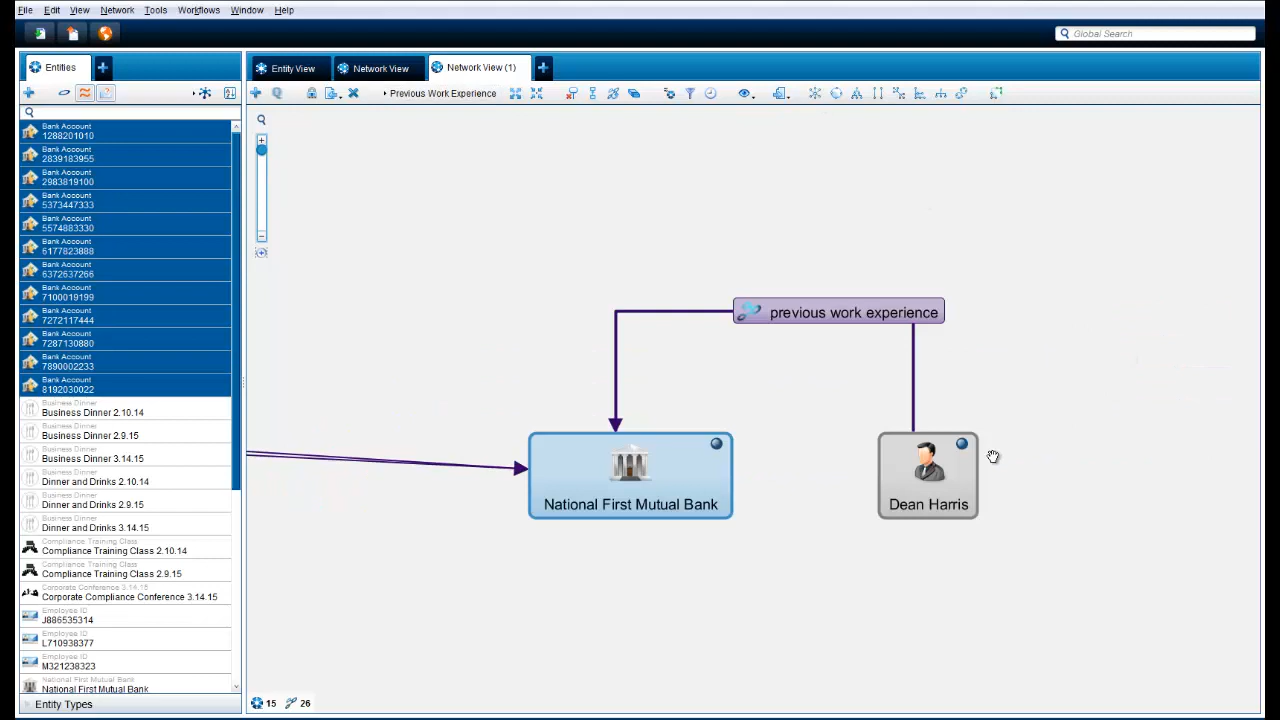 File Edit View Network Tools Workflows Window Help
Global Search
Entities
Entity View Network View Network View (1)
Previous Work Experience
Bank Account
1288201010
Bank Account
2839183955
Bank Account
2983819100
Bank Account
5373447333
Bank Account
5574883330
Bank Account
6177823888
Bank Account
6372637266
Bank Account
7100019199
Bank Account
7272117444
Bank Account
7287130880
Bank Account
7890002233
Bank Account
8192030022
Business Dinner
Business Dinner 2.10.14
Business Dinner
Business Dinner 2.9.15
Business Dinner
Business Dinner 3.14.15
Business Dinner
Dinner and Drinks 2.10.14
Business Dinner
Dinner and Drinks 2.9.15
Business Dinner
Dinner and Drinks 3.14.15
Compliance Training Class
Compliance Training Class 2.10.14
Compliance Training Class
Compliance Training Class 2.9.15
Corporate Conference 3.14.15
Corporate Compliance Conference 3.14.15
Employee ID
J886535314
Employee ID
L710938377
Employee ID
M321238323
National First Mutual Bank
National First Mutual Bank
Entity Types
previous work experience
National First Mutual Bank
Dean Harris
15 26